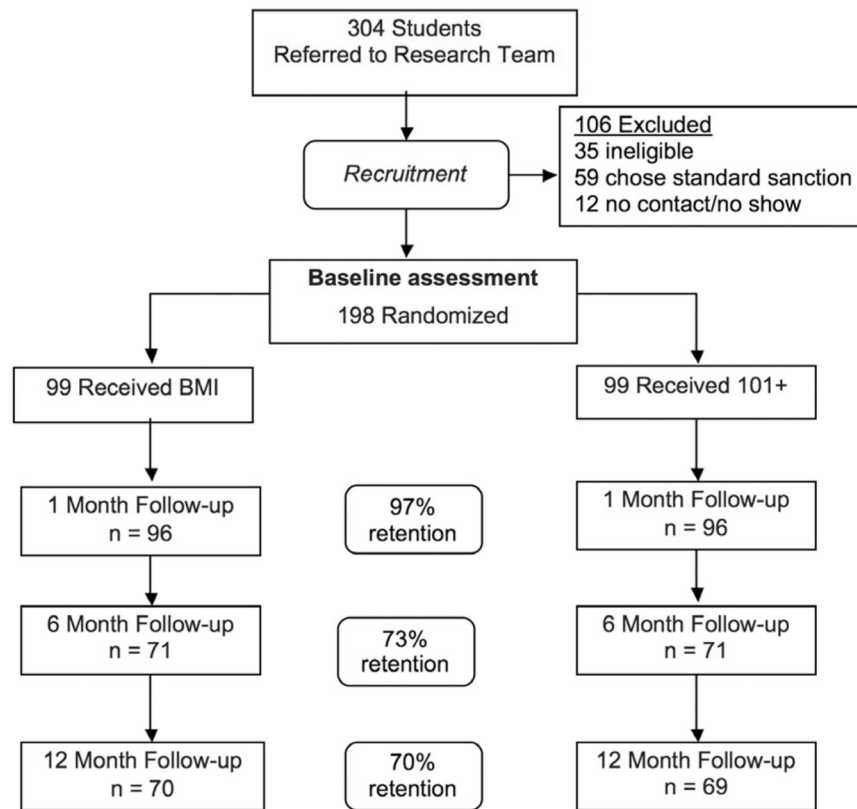 304 Students
Referred to Research Team
106 Excluded
35 ineligible
59 chose standard sanction
12 no contact/no show
Recruitment
Baseline assessment
198 Randomized
99 Received BMI
99 Received 101+
1 Month Follow-up
n = 96
97%
retention
1 Month Follow-up
n = 96
6 Month Follow-up
n = 71
73%
retention
6 Month Follow-up
n = 71
12 Month Follow-up
n = 70
70%
retention
12 Month Follow-up
n = 69